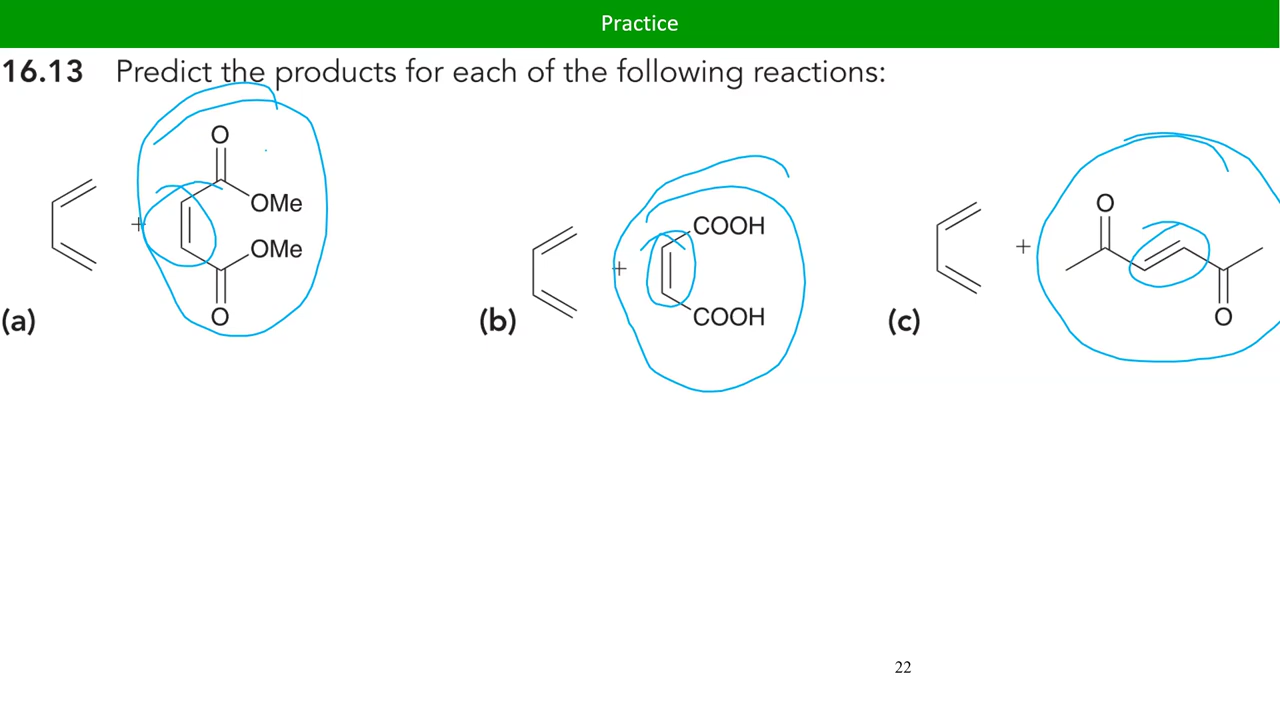 Practice
16.13 Predict the products for each of the following reactions:
O
OMe
+
OMe
O
(a)
COOH
+
COOH
(b)
O
+
O
(c)
22